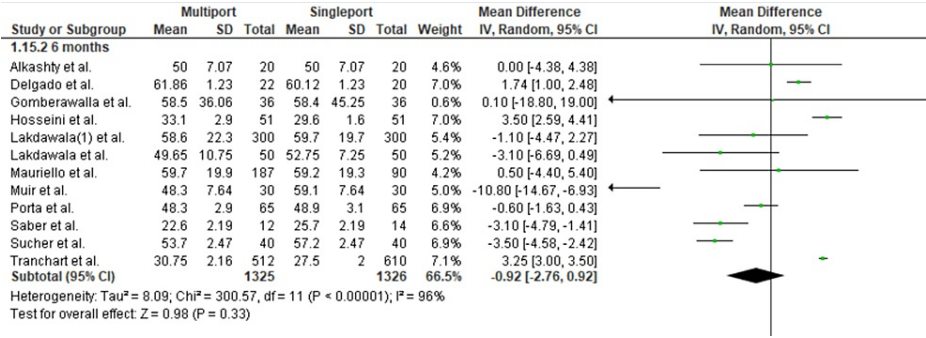 Multiport Singleport Mean Difference Mean Difference
Study or Subgroup Mean SD Total Mean SD Total Weight IV, Random, 95% CI IV, Random, 95% CI
1.15.2 6 months
Alkashty et al. 50 7.07 20 50 7.07 20 4.6% 0.00 [-4.38, 4.38]
Delgado et al. 61.86 1.23 22 60.12 1.23 20 7.0% 1.74 [1.00, 2.48]
Gomberawalla et al. 58.5 36.06 36 58.4 45.25 36 0.6% 0.10 [-18.80, 19.00]
Hosseini et al. 33.1 2.9 51 29.6 1.6 51 6.9% 3.50 [2.59, 4.41]
Lakdawala(1) et al. 58.6 22.3 300 59.7 19.7 300 5.4% -1.10 [-4.47, 2.27]
Lakdawala et al. 49.65 10.75 50 52.75 7.25 50 5.2% -3.10 [-6.69, 0.49]
Mauriello et al. 59.7 19.9 187 59.2 19.3 90 4.2% 0.50 [-4.40, 5.40]
Muir et al. 48.3 7.64 30 59.1 7.64 30 5.0% -10.80 [-14.67, -6.93]
Porta et al. 48.3 2.9 65 48.9 3.1 65 6.9% -0.60 [-1.63, 0.43]
Saber et al. 22.6 2.19 12 25.7 2.19 14 6.6% -3.10 [-4.79, -1.41]
Sucher et al. 53.7 2.47 40 57.2 2.47 40 6.9% -3.50 [-4.58, -2.42]
Tranchart et al. 30.75 2.16 512 27.5 2 610 7.1% 3.25 [3.00, 3.50]
Subtotal (95% CI) 1325 1326 66.5% -0.92 [-2.76, 0.92]
Heterogeneity: Tau² = 8.09; Chi² = 300.57, df = 11 (P < 0.00001); I² = 96%
Test for overall effect: Z = 0.98 (P = 0.33)